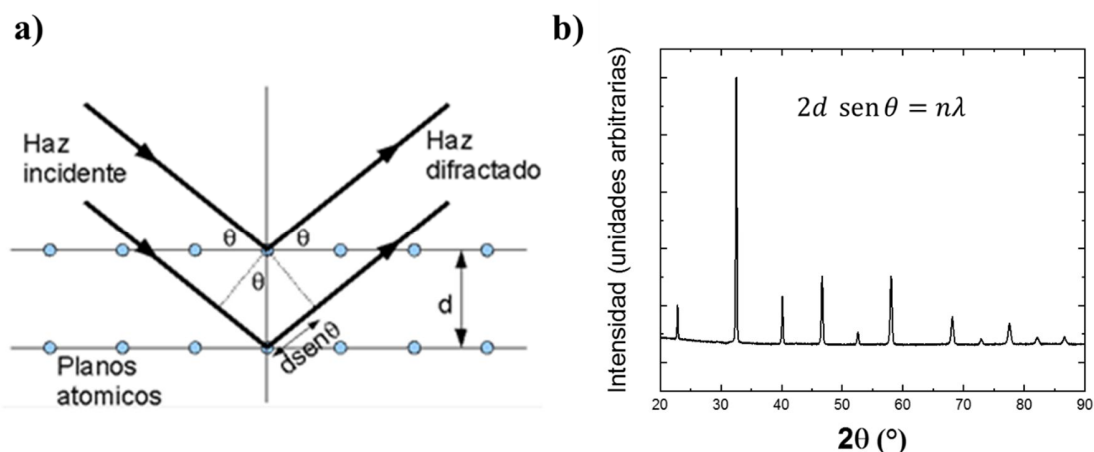 a)
Haz
incidente
Haz
difractado
θ
θ
θ
d
dsenθ
Planos
atomicos
b)
Intensidad (unidades arbitrarias)
2d sen θ = nλ
20 30 40 50 60 70 80 90
2θ (°)